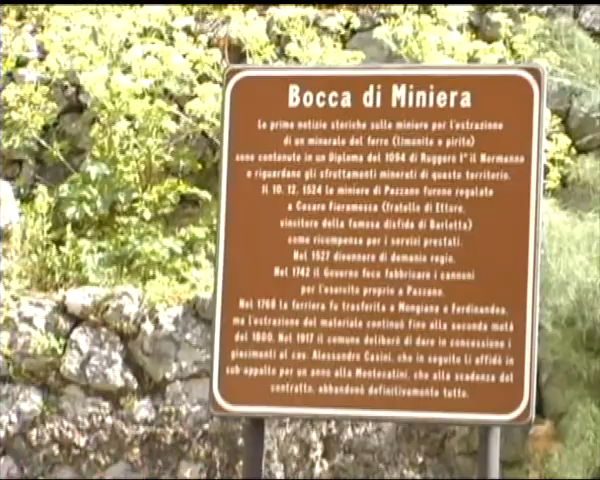 Bocca di Miniera
Le prime notizie storiche sulle miniere per l'estrazione
di un minerale del ferro (limonite e pirite)
sono contenute in un Diploma del 1094 di Ruggero I° il Normanno
e riguardano gli sfruttamenti minerati di questo territorio.
Il 10. 12. 1524 le miniere di Pazzano furono regalate
a Cesare Fieramosca (fratello di Ettore,
vincitore della famosa disfida di Barletta)
come ricompensa per i servizi prestati.
Nel 1527 divennero di demanio regio.
Nel 1742 il Governo fece fabbricare i cannoni
per l'esercito proprio a Pazzano.
Nel 1768 la ferriera fu trasferita a Mongiana e Ferdinandea,
ma l'estrazione del materiale continuò fino alla seconda metà
del 1800. Nel 1917 il comune deliberò di dare in concessione i
giacimenti al cav. Alessandro Casini, che in seguito li affidò in
sub appalto per un anno alla Montecatini, che alla scadenza del
contratto, abbandonò definitivamente tutto.